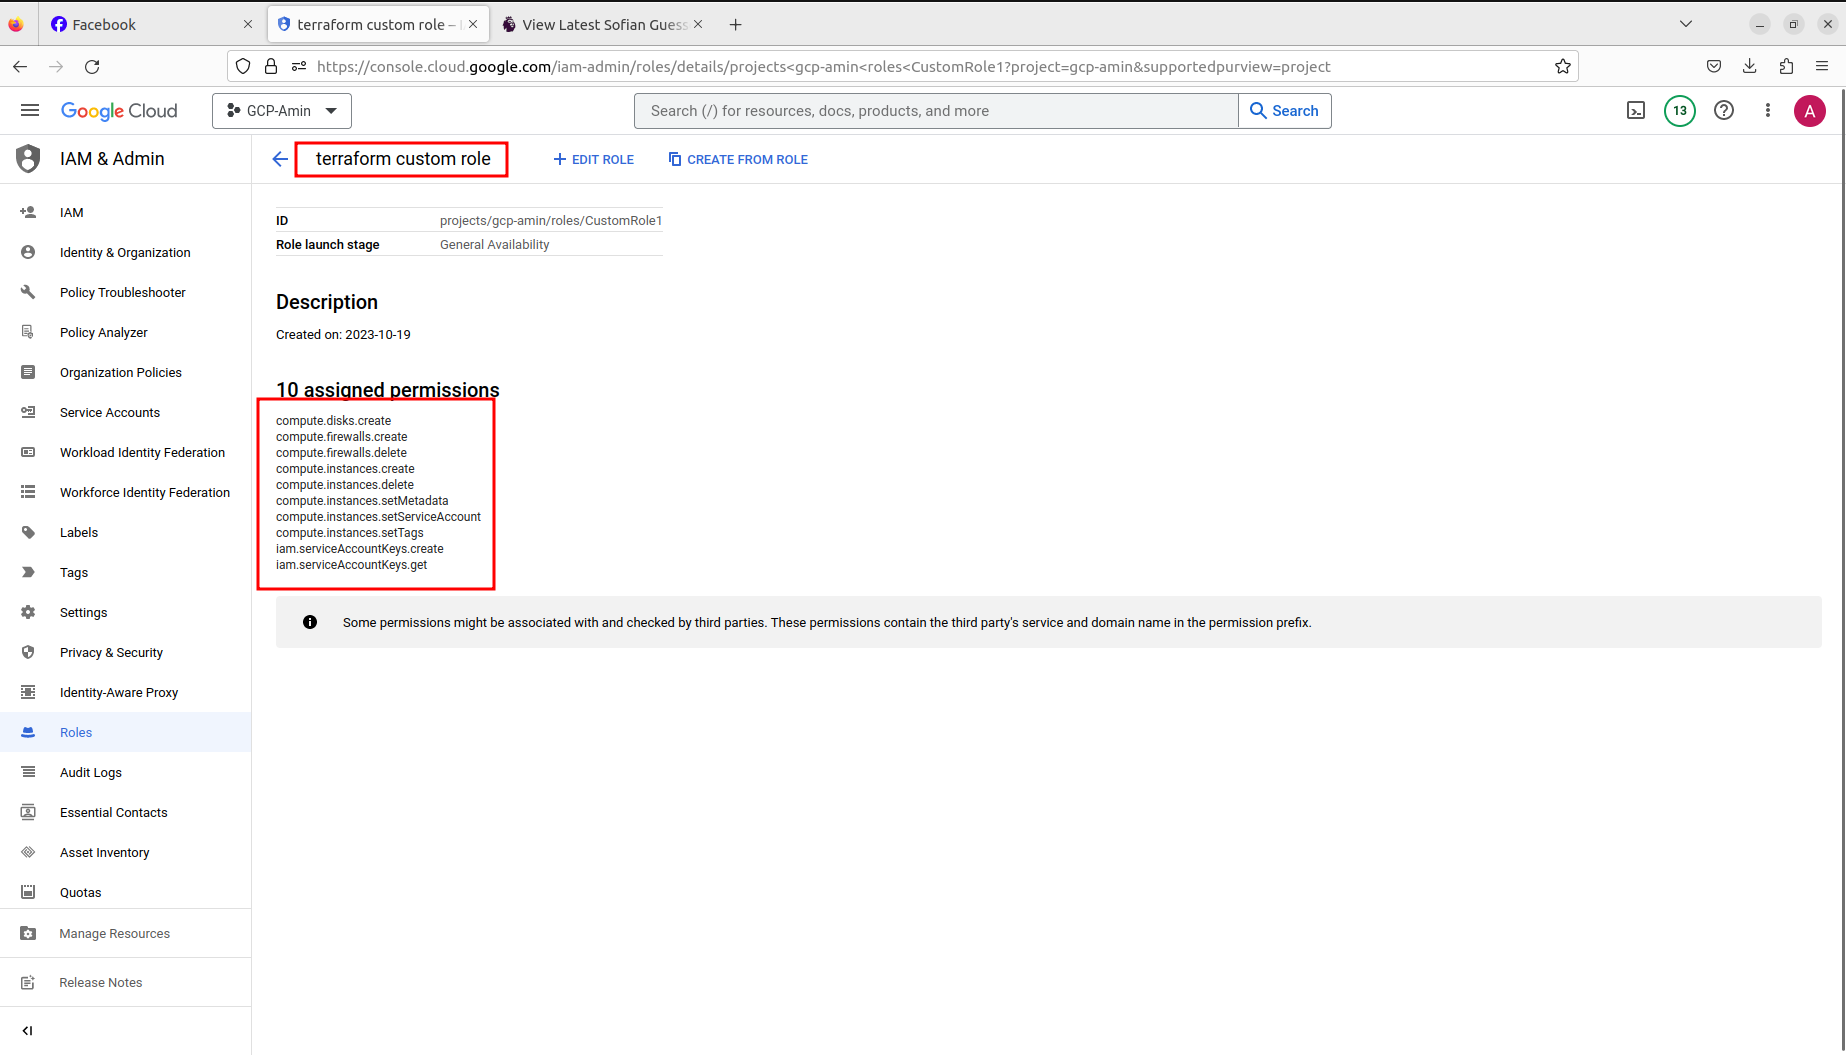 Facebook
terraform custom role –
View Latest Sofian Gues
https://console.cloud.google.com/iam-admin/roles/details/projects<gcp-amin<roles<CustomRole1?project=gcp-amin&supportedpurview=project
Google Cloud
GCP-Amin
Search (/) for resources, docs, products, and more
Search
13
A
IAM & Admin
terraform custom role
EDIT ROLE
CREATE FROM ROLE
IAM
Identity & Organization
Policy Troubleshooter
Policy Analyzer
Organization Policies
Service Accounts
Workload Identity Federation
Workforce Identity Federation
Labels
Tags
Settings
Privacy & Security
Identity-Aware Proxy
Roles
Audit Logs
Essential Contacts
Asset Inventory
Quotas
Manage Resources
Release Notes
ID projects/gcp-amin/roles/CustomRole1
Role launch stage General Availability
Description
Created on: 2023-10-19
10 assigned permissions
compute.disks.create
compute.firewalls.create
compute.firewalls.delete
compute.instances.create
compute.instances.delete
compute.instances.setMetadata
compute.instances.setServiceAccount
compute.instances.setTags
iam.serviceAccountKeys.create
iam.serviceAccountKeys.get
Some permissions might be associated with and checked by third parties. These permissions contain the third party's service and domain name in the permission prefix.